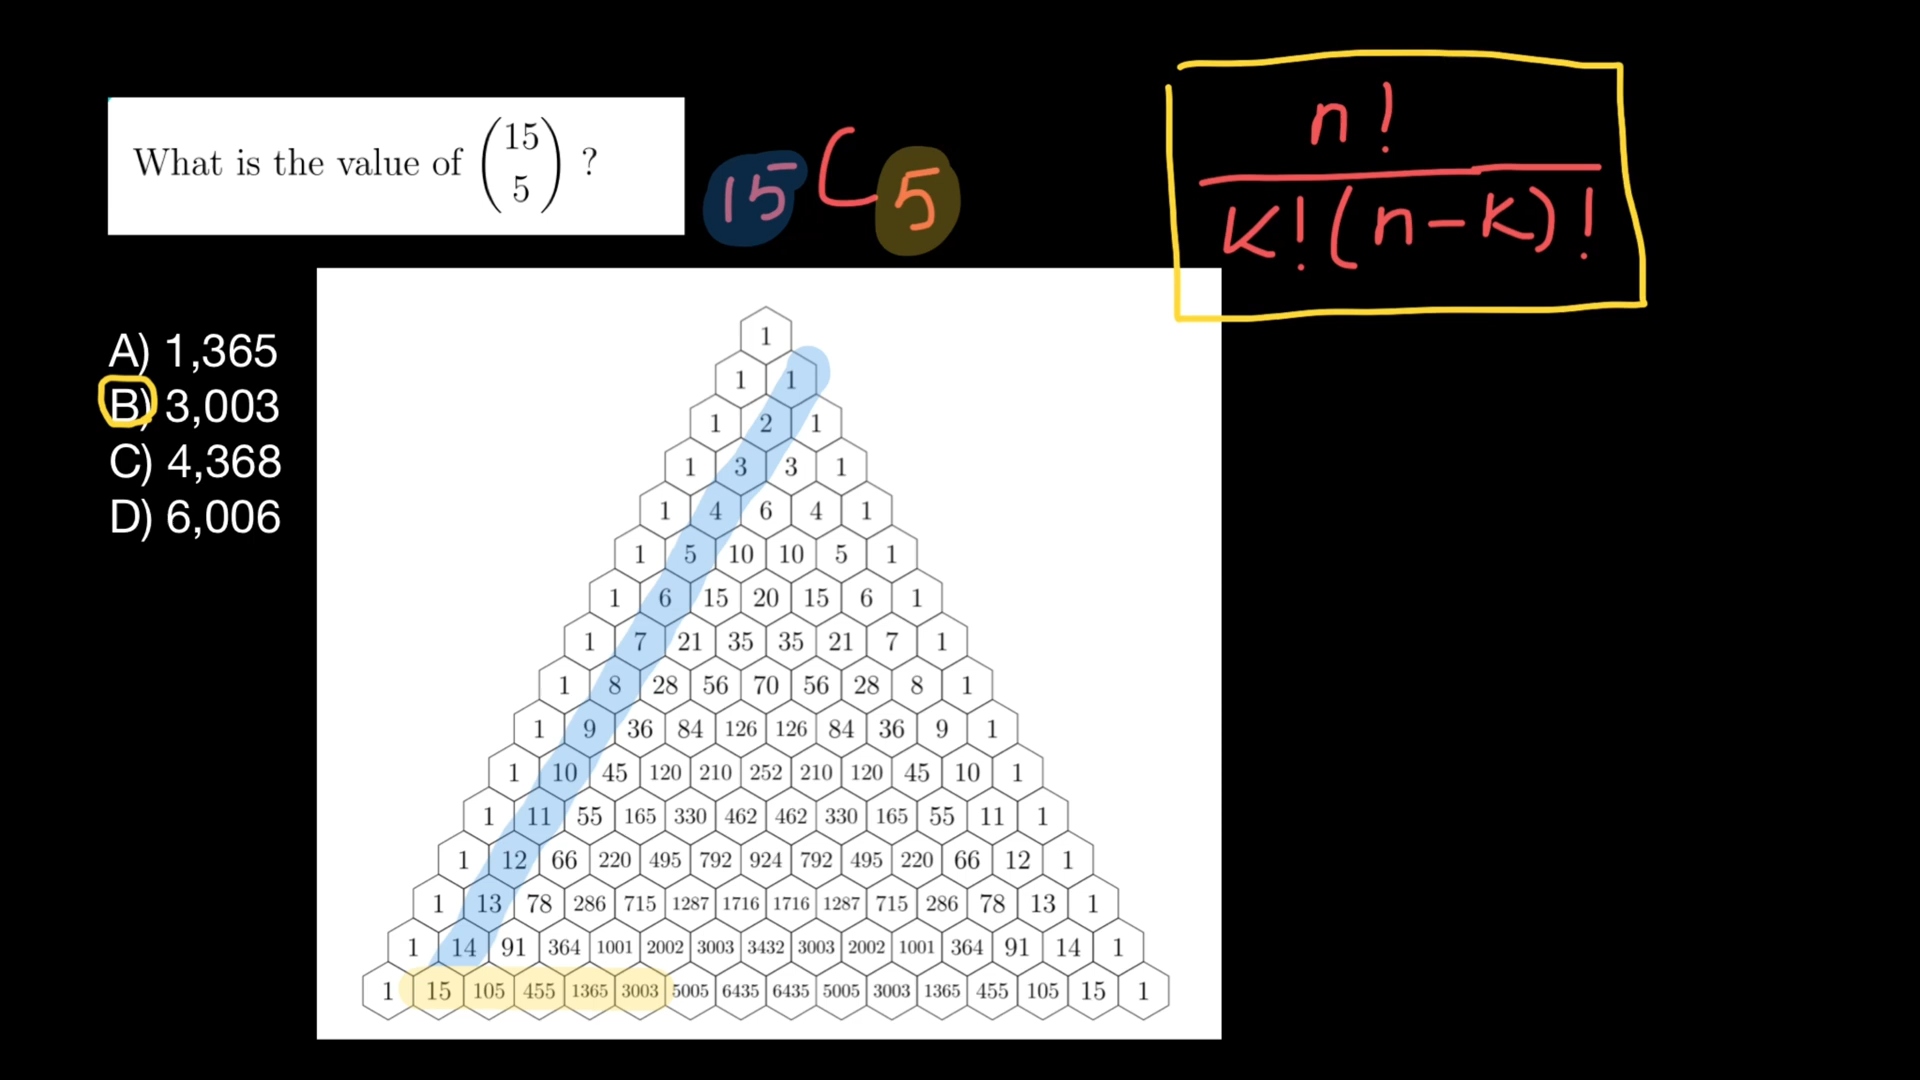 What is the value of (15
5) ?
15 C 5
n!
K!(n-K)!
A) 1,365
B) 3,003
C) 4,368
D) 6,006
1
1 1
1 2 1
1 3 3 1
1 4 6 4 1
1 5 10 10 5 1
1 6 15 20 15 6 1
1 7 21 35 35 21 7 1
1 8 28 56 70 56 28 8 1
1 9 36 84 126 126 84 36 9 1
1 10 45 120 210 252 210 120 45 10 1
1 11 55 165 330 462 462 330 165 55 11 1
1 12 66 220 495 792 924 792 495 220 66 12 1
1 13 78 286 715 1287 1716 1716 1287 715 286 78 13 1
1 14 91 364 1001 2002 3003 3432 3003 2002 1001 364 91 14 1
1 15 105 455 1365 3003 5005 6435 6435 5005 3003 1365 455 105 15 1